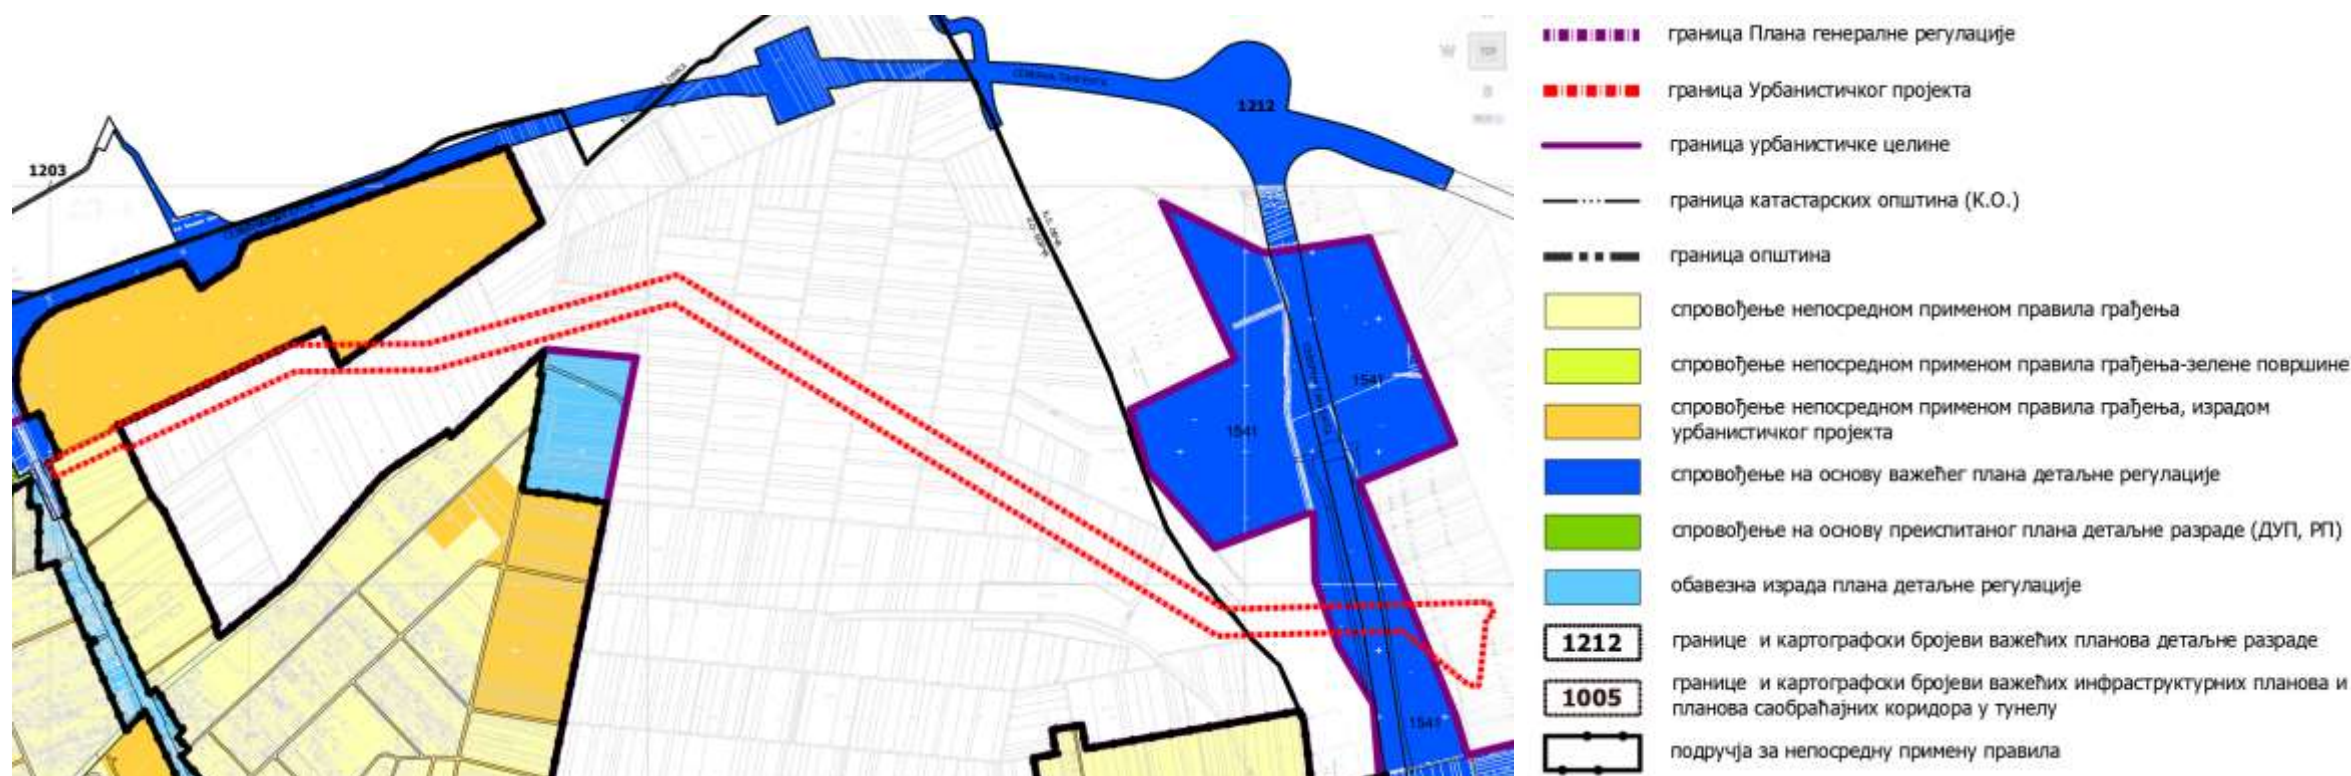 1203
1212
СЕВЕРНА ТАНГЕНТА
1541
1541
1541
TOP
граница Плана генералне регулације
граница Урбанистичког пројекта
граница урбанистичке целине
граница катастарских општина (К.О.)
граница општина
спровођење непосредном применом правила грађења
спровођење непосредном применом правила грађења-зелене површине
спровођење непосредном применом правила грађења, израдом
урбанистичког пројекта
спровођење на основу важећег плана детаљне регулације
спровођење на основу преиспитаног плана детаљне разраде (ДУП, РП)
обавезна израда плана детаљне регулације
1212
границе и картографски бројеви важећих планова детаљне разраде
1005
границе и картографски бројеви важећих инфраструктурних планова и
планова саобраћајних коридора у тунелу
подручја за непосредну примену правила